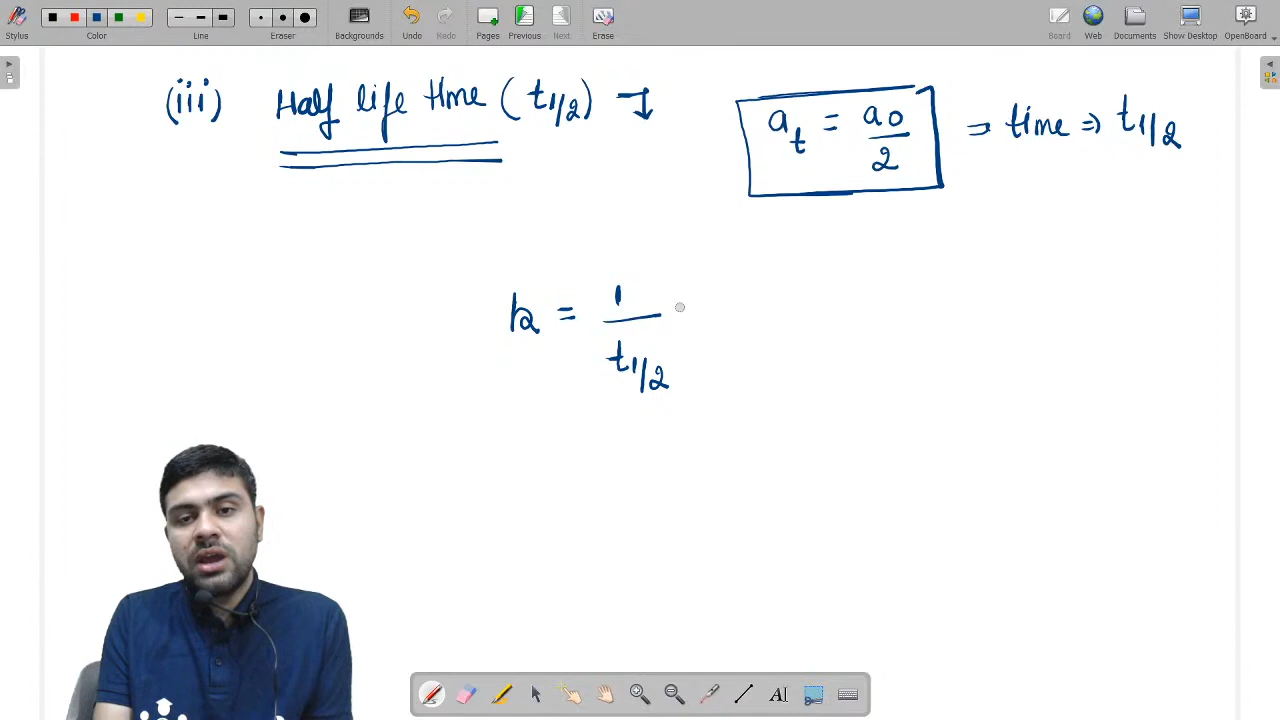 Stylus Color Line Eraser Backgrounds Undo Redo Pages Previous Next Erase Board Web Documents Show Desktop OpenBoard
(iii) Half life time (t1/2) ↴
at = a0/2 ⇒ time ⇒ t1/2
k = 1/t1/2
AI